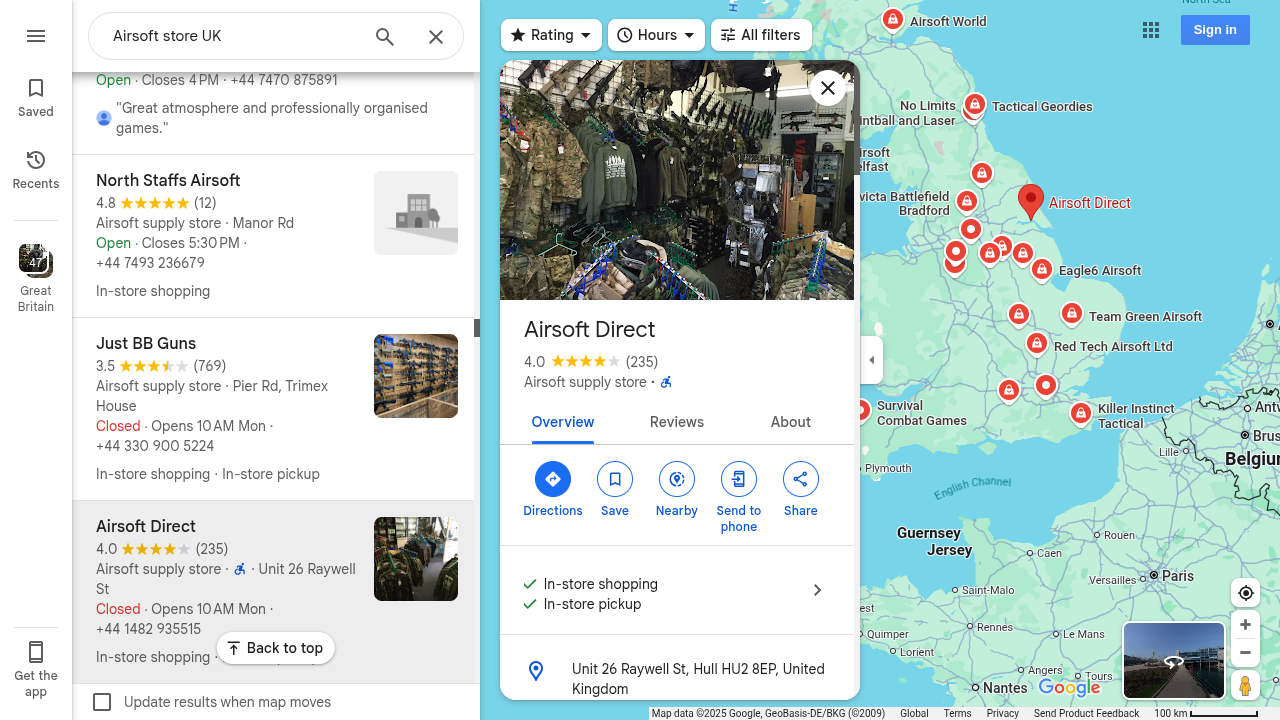 Airsoft store UK
Rating
Hours
All filters
Sign in
Saved
Recents
47
Great
Britain
Get the
app
Open · Closes 4 PM · +44 7470 875891
"Great atmosphere and professionally organised
games."
North Staffs Airsoft
4.8 (12)
Airsoft supply store · Manor Rd
Open · Closes 5:30 PM ·
+44 7493 236679
In-store shopping
Just BB Guns
3.5 (769)
Airsoft supply store · Pier Rd, Trimex
House
Closed · Opens 10 AM Mon ·
+44 330 900 5224
In-store shopping · In-store pickup
Airsoft Direct
4.0 (235)
Airsoft supply store · · Unit 26 Raywell
St
Closed · Opens 10 AM Mon ·
+44 1482 935515
In-store shopping ·
Back to top
Update results when map moves
Airsoft Direct
4.0 (235)
Airsoft supply store ·
Overview
Reviews
About
Directions
Save
Nearby
Send to
phone
Share
In-store shopping
In-store pickup
Unit 26 Raywell St, Hull HU2 8EP, United
Kingdom
North Sea
Airsoft World
No Limits
ntball and Laser
Tactical Geordies
irsoft
elfast
victa Battlefield
Bradford
Airsoft Direct
Eagle6 Airsoft
Team Green Airsoft
Red Tech Airsoft Ltd
Survival
Combat Games
Killer Instinct
Tactical
Plymouth
English Channel
Lille
Antw
Brus
Belgiun
Guernsey
Jersey
Caen
Rouen
Versailles
Paris
Saint-Malo
est
Quimper
Rennes
Le Mans
Lorient
Angers
Tours
Nantes
Google
Map data ©2025 Google, GeoBasis-DE/BKG (©2009)
Global
Terms
Privacy
Send Product Feedback
100 km